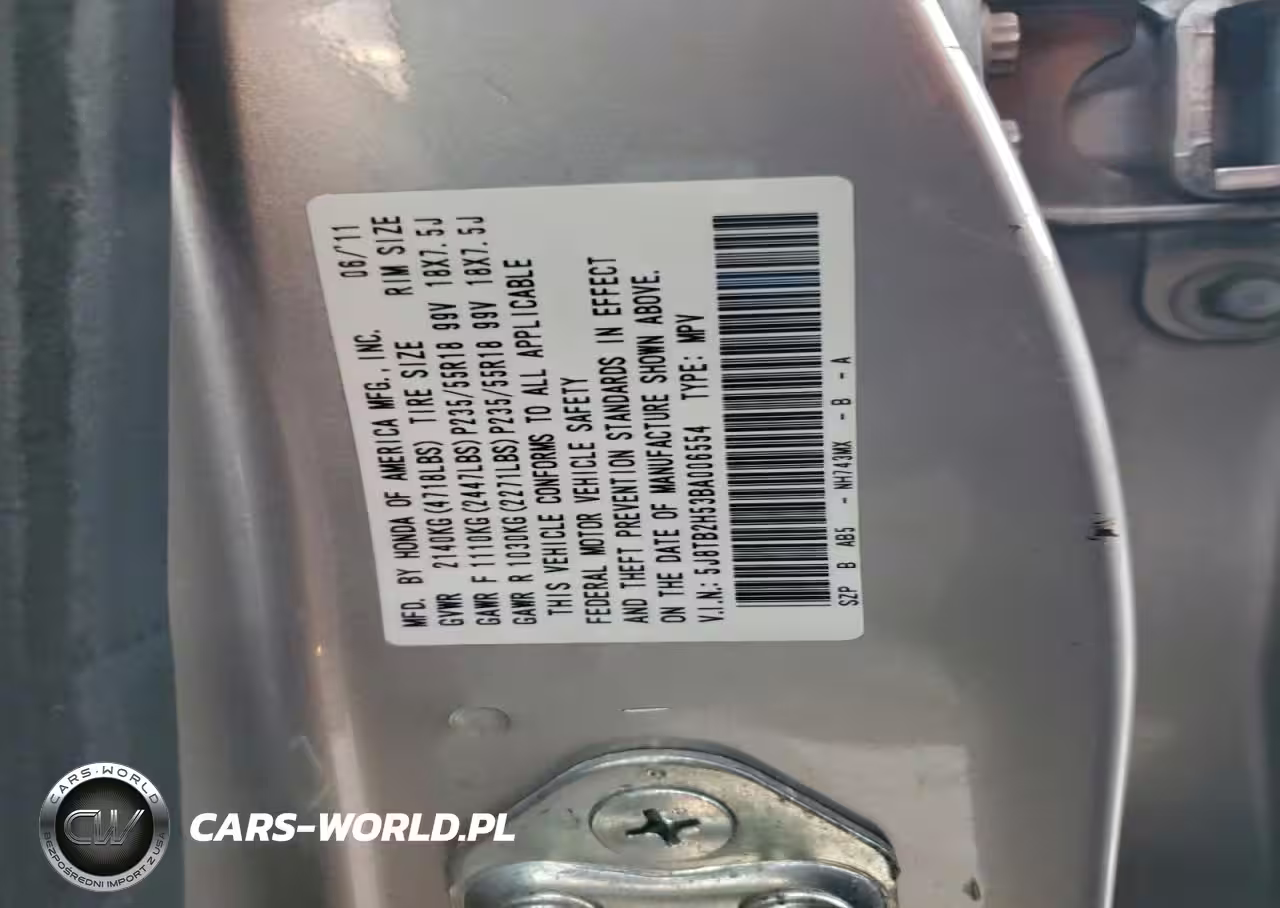 MFD. BY HONDA OF AMERICA MFG., INC. 06/'11
GVWR 2140KG(4718LBS) TIRE SIZE RIM SIZE
GAWR F 1110KG(2447LBS)P235/55R18 99V 18X7.5J
GAWR R 1030KG(2271LBS)P235/55R18 99V 18X7.5J
THIS VEHICLE CONFORMS TO ALL APPLICABLE
FEDERAL MOTOR VEHICLE SAFETY
AND THEFT PREVENTION STANDARDS IN EFFECT
ON THE DATE OF MANUFACTURE SHOWN ABOVE.
V.I.N.: 5J8TB2H53BA006554 TYPE: MPV
SZP B AB5 - NH743MX - B - A
CARS-WORLD
CW
BEZPOŚREDNI IMPORT Z USA
CARS-WORLD.PL